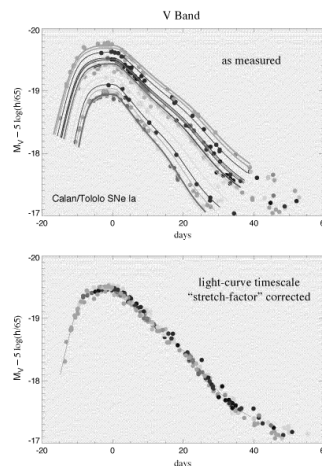 V Band
-20
as measured
-19
M_V – 5 log(h/65)
-18
Calan/Tololo SNe Ia
-17
-20 0 20 40 6
days
-20
light-curve timescale
“stretch-factor” corrected
-19
M_V – 5 log(h/65)
-18
-17
-20 0 20 40 6
days